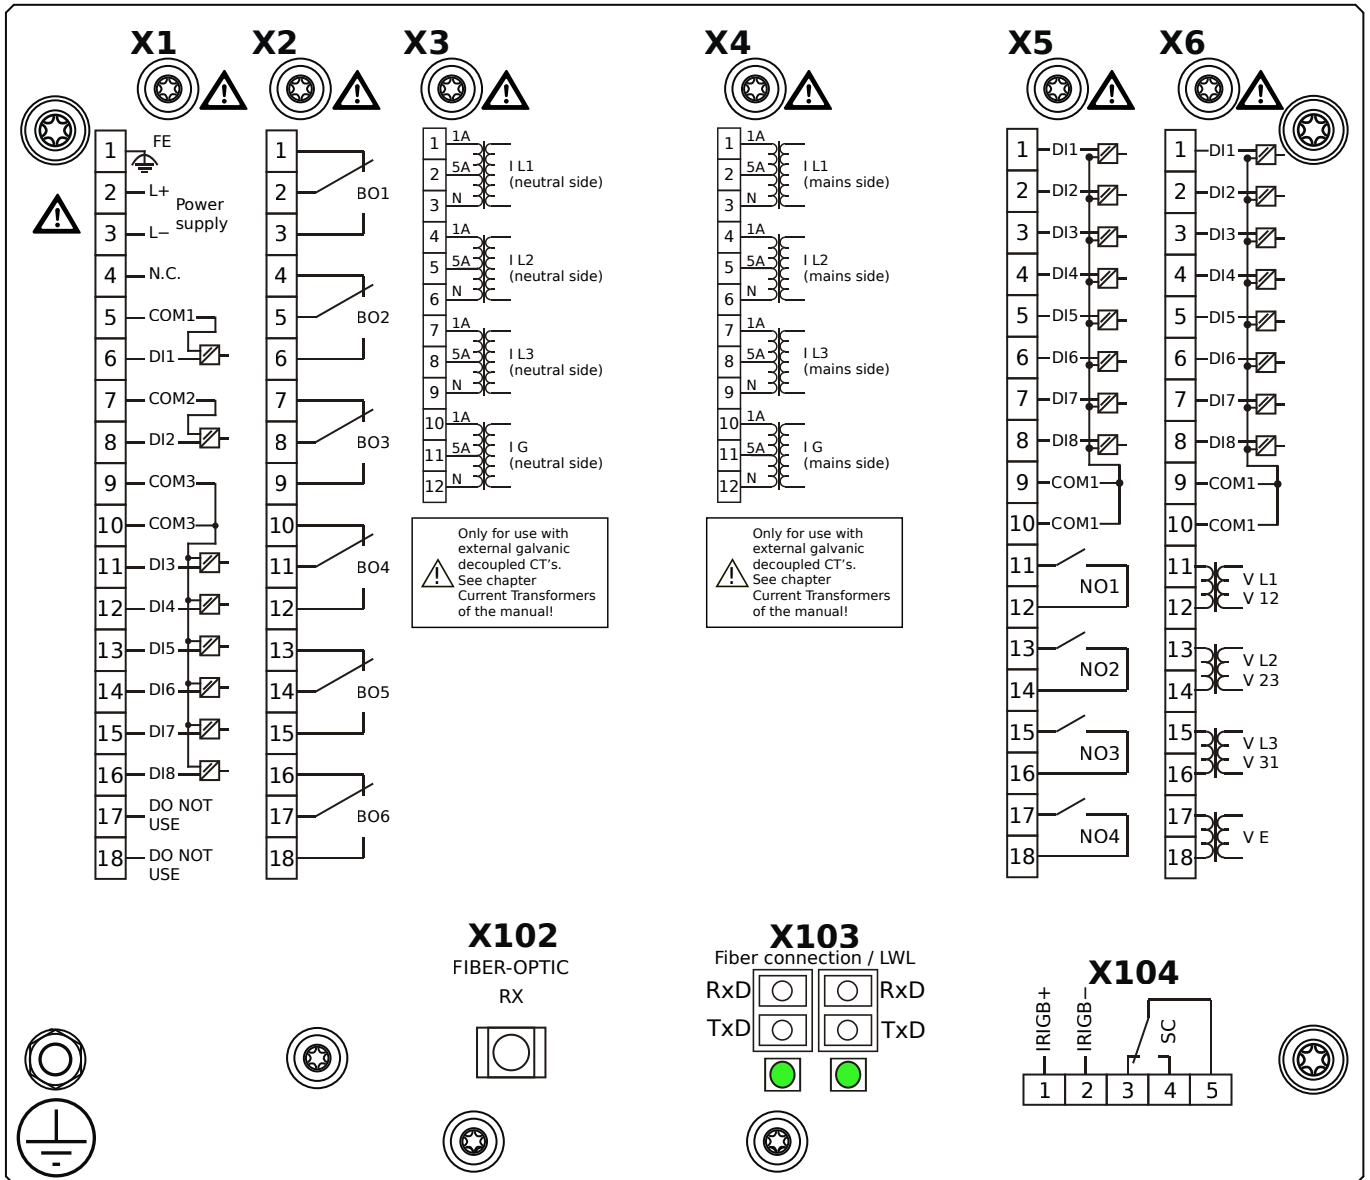 X1
X2
X3
X4
X5
X6
1
FE
2
L+
Power
supply
3
L−
4
N.C.
5
COM1
6
DI1
7
COM2
8
DI2
9
COM3
10
COM3
11
DI3
12
DI4
13
DI5
14
DI6
15
DI7
16
DI8
17
DO NOT
USE
18
DO NOT
USE
1
2
BO1
3
4
5
BO2
6
7
8
BO3
9
10
11
BO4
12
13
14
BO5
15
16
17
BO6
18
1
1A
2
5A
3
N
I L1
(neutral side)
4
1A
5
5A
6
N
I L2
(neutral side)
7
1A
8
5A
9
N
I L3
(neutral side)
10
1A
11
5A
12
N
I G
(neutral side)
Only for use with
external galvanic
decoupled CT's.
See chapter
Current Transformers
of the manual!
1
1A
2
5A
3
N
I L1
(mains side)
4
1A
5
5A
6
N
I L2
(mains side)
7
1A
8
5A
9
N
I L3
(mains side)
10
1A
11
5A
12
N
I G
(mains side)
Only for use with
external galvanic
decoupled CT's.
See chapter
Current Transformers
of the manual!
1
DI1
2
DI2
3
DI3
4
DI4
5
DI5
6
DI6
7
DI7
8
DI8
9
COM1
10
COM1
11
12
NO1
13
14
NO2
15
16
NO3
17
18
NO4
1
DI1
2
DI2
3
DI3
4
DI4
5
DI5
6
DI6
7
DI7
8
DI8
9
COM1
10
COM1
11
12
V L1
V 12
13
14
V L2
V 23
15
16
V L3
V 31
17
18
V E
X102
FIBER-OPTIC
RX
X103
Fiber connection / LWL
RxD
RxD
TxD
TxD
X104
IRIGB+
IRIGB−
SC
1
2
3
4
5